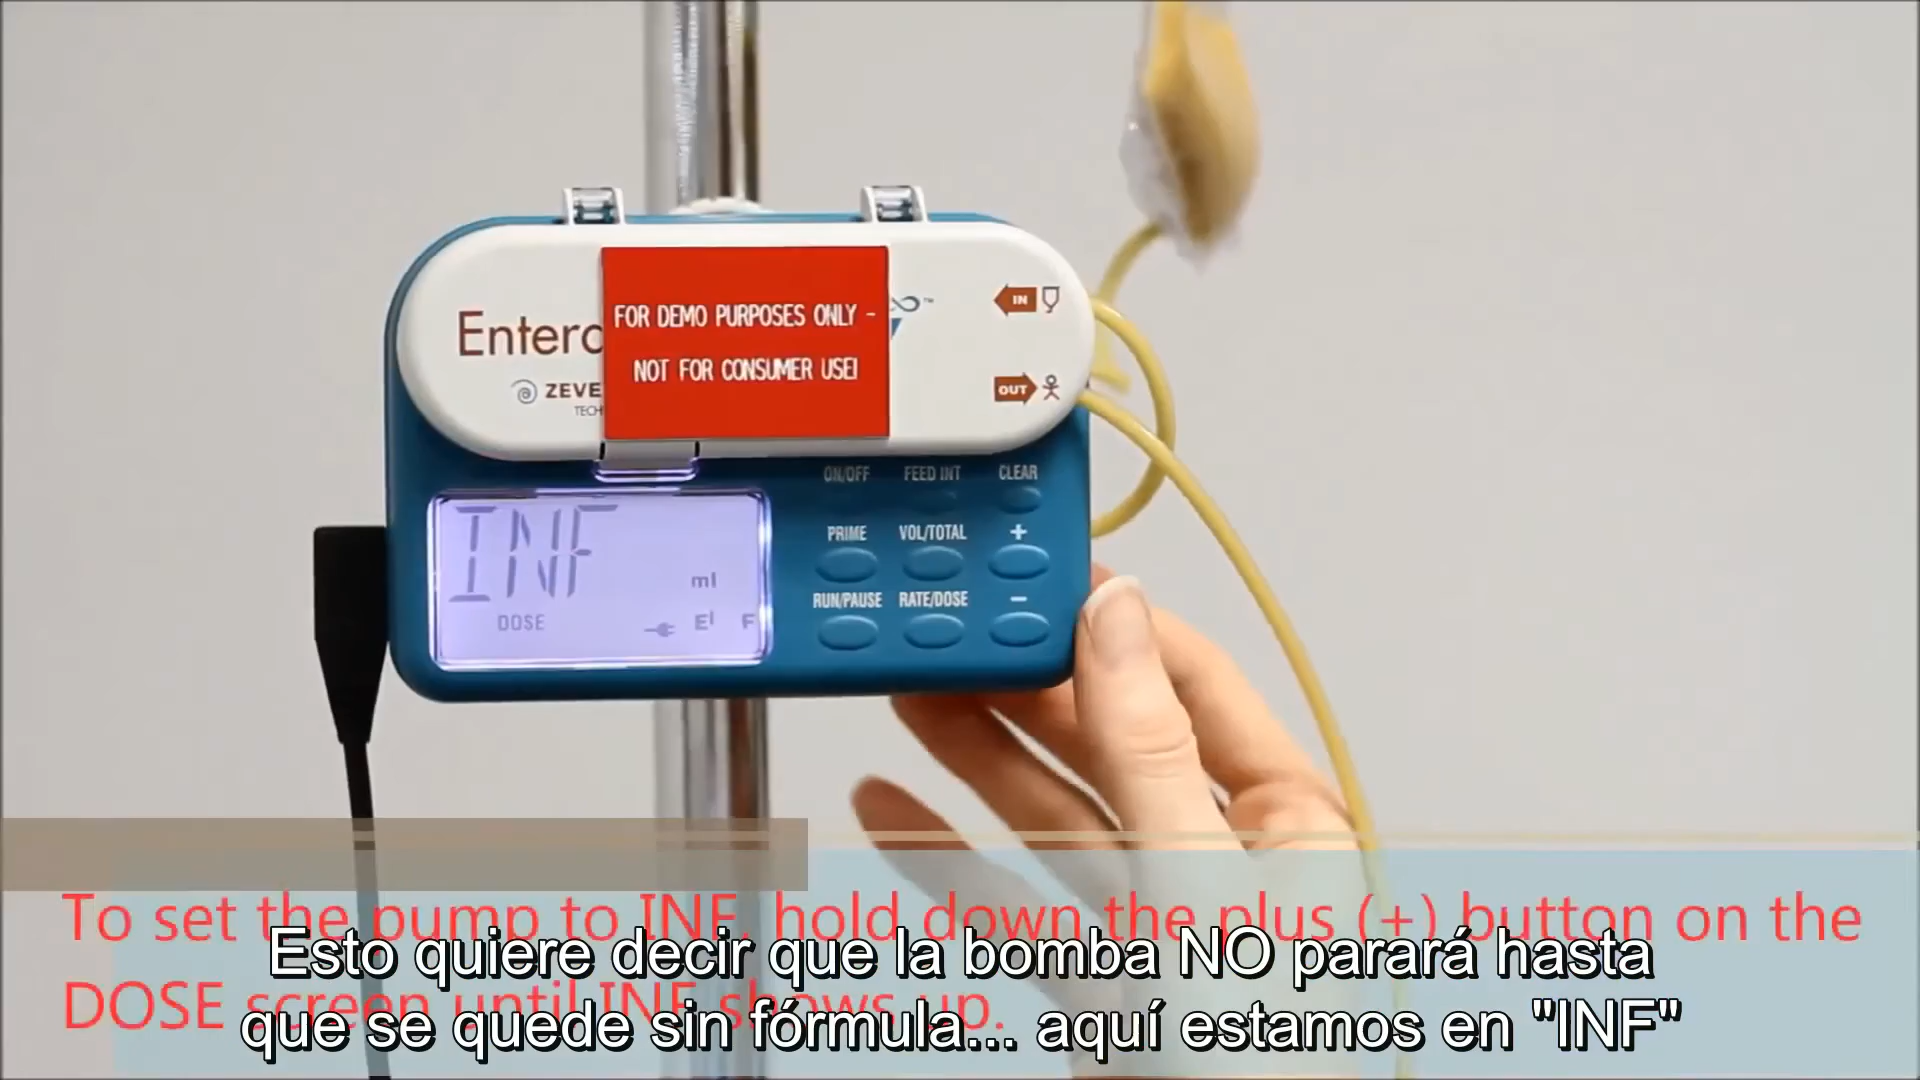 Entera
ZEVE
TECH
FOR DEMO PURPOSES ONLY -
NOT FOR CONSUMER USE!
™
IN
OUT
ON/OFF FEED INT CLEAR
PRIME VOL/TOTAL +
RUN/PAUSE RATE/DOSE -
INF
ml
DOSE E F
To set the pump to INF, hold down the plus (+) button on the
DOSE screen until INF shows up.
Esto quiere decir que la bomba NO parará hasta
que se quede sin fórmula... aquí estamos en "INF"